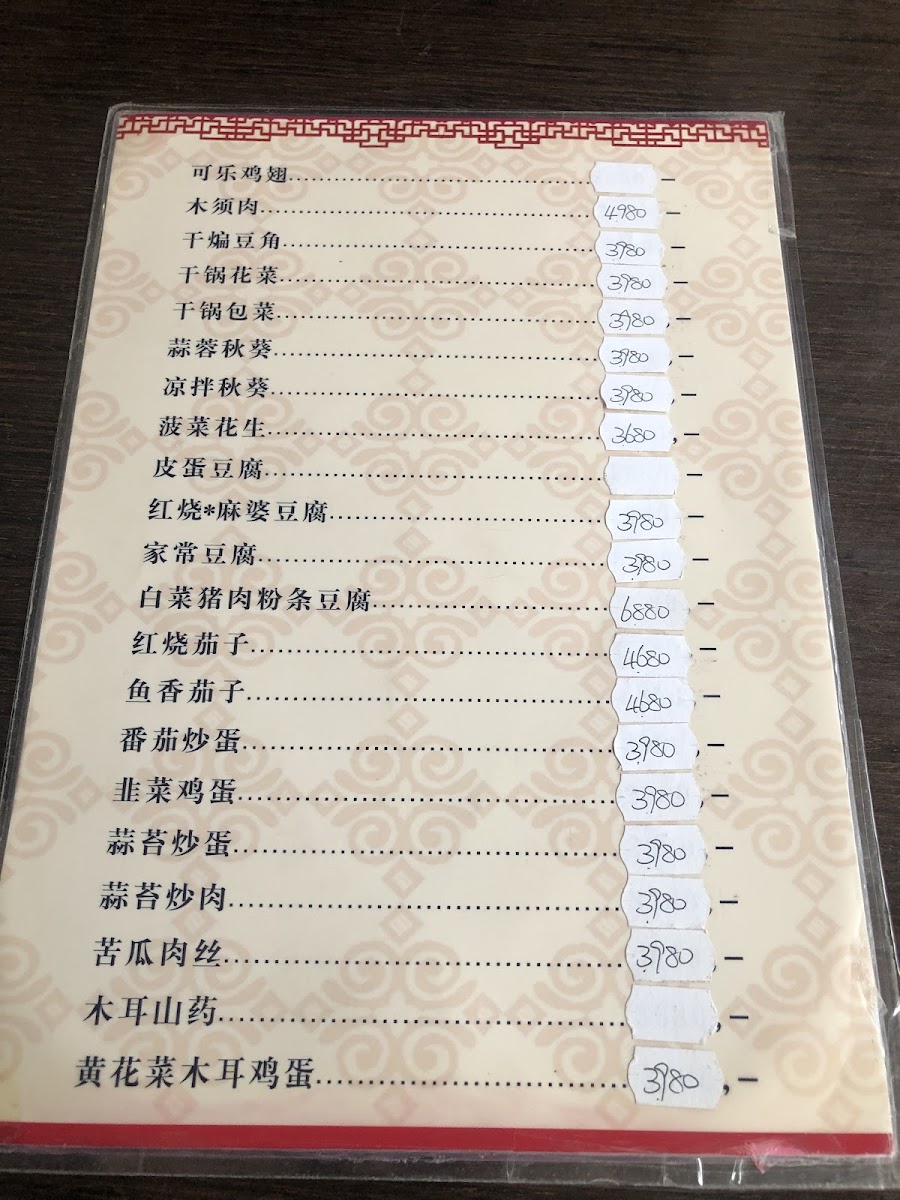 可乐鸡翅.......... –
木须肉.......... 4980 –
干煸豆角.......... 3980 –
干锅花菜.......... 3980 –
干锅包菜.......... 3980 ,–
蒜蓉秋葵.......... 3980 ,–
凉拌秋葵.......... 3980 ,–
菠菜花生.......... 3680 ,–
皮蛋豆腐.......... –
红烧*麻婆豆腐.......... 3980 –
家常豆腐.......... 3980 –
白菜猪肉粉条豆腐.......... 6880 –
红烧茄子.......... 4680 –
鱼香茄子.......... 4680 –
番茄炒蛋.......... 3980 ,–
韭菜鸡蛋.......... 3980 ,–
蒜苔炒蛋.......... 3980 ,–
蒜苔炒肉.......... 3980 ,–
苦瓜肉丝.......... 3980 ,–
木耳山药.......... ,–
黄花菜木耳鸡蛋.......... 3980 ,–